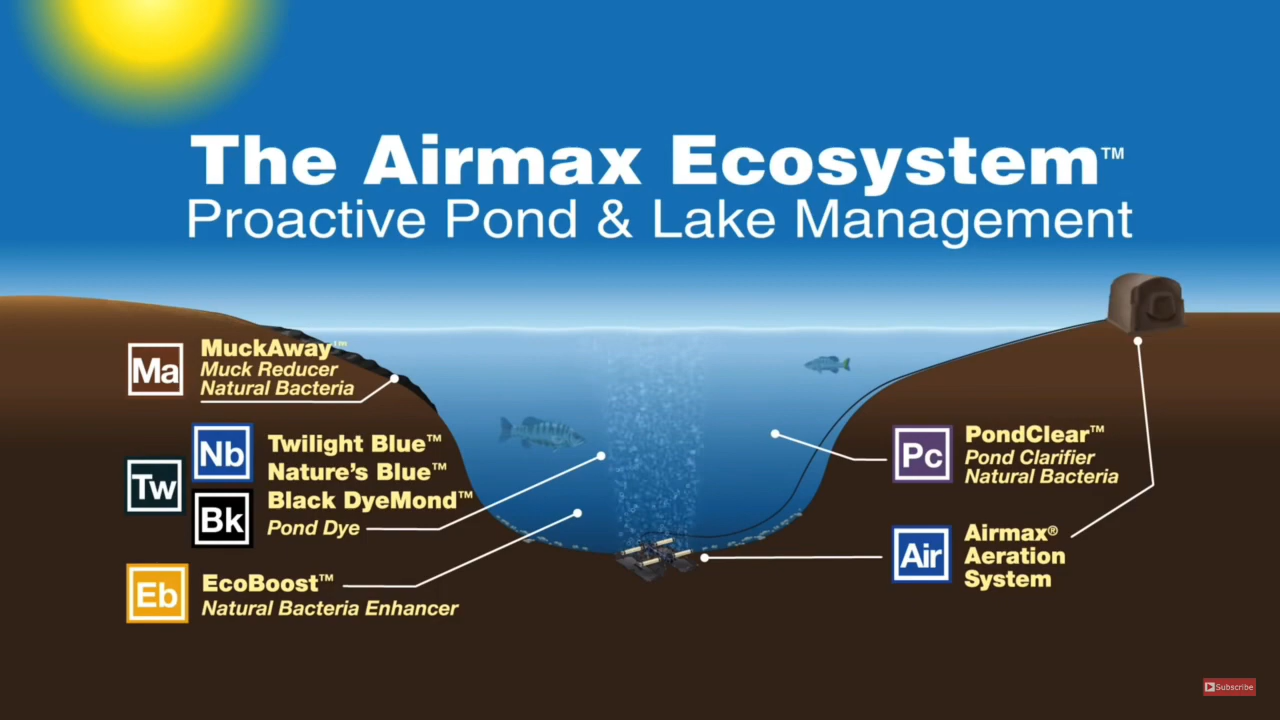 The Airmax Ecosystem™
Proactive Pond & Lake Management
Ma
MuckAway™
Muck Reducer
Natural Bacteria
Nb
Tw
Bk
Twilight Blue™
Nature's Blue™
Black DyeMond™
Pond Dye
Eb
EcoBoost™
Natural Bacteria Enhancer
Pc
PondClear™
Pond Clarifier
Natural Bacteria
Air
Airmax®
Aeration
System
Subscribe